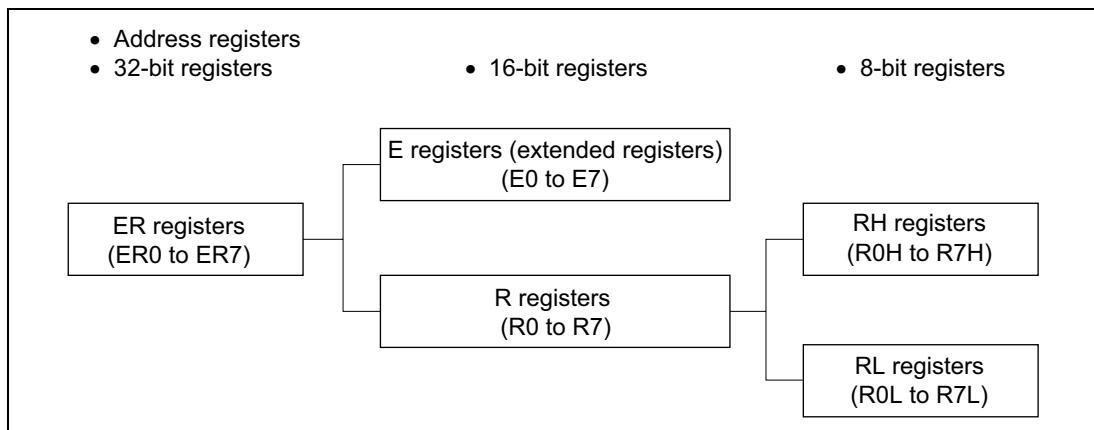 • Address registers
• 32-bit registers
• 16-bit registers
• 8-bit registers
E registers (extended registers)
(E0 to E7)
ER registers
(ER0 to ER7)
RH registers
(R0H to R7H)
R registers
(R0 to R7)
RL registers
(R0L to R7L)